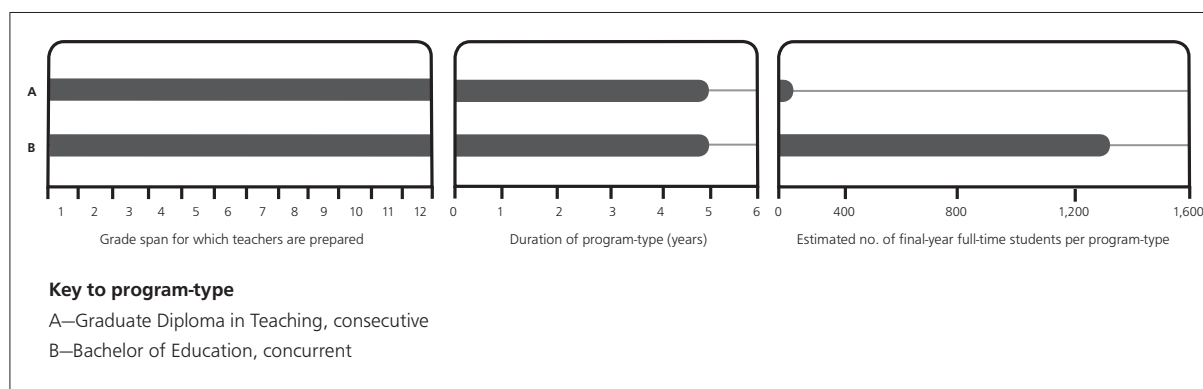 A
B
1 2 3 4 5 6 7 8 9 10 11 12
0 1 2 3 4 5 6
0 400 800 1,200 1,600
Grade span for which teachers are prepared
Duration of program-type (years)
Estimated no. of final-year full-time students per program-type
Key to program-type
A—Graduate Diploma in Teaching, consecutive
B—Bachelor of Education, concurrent